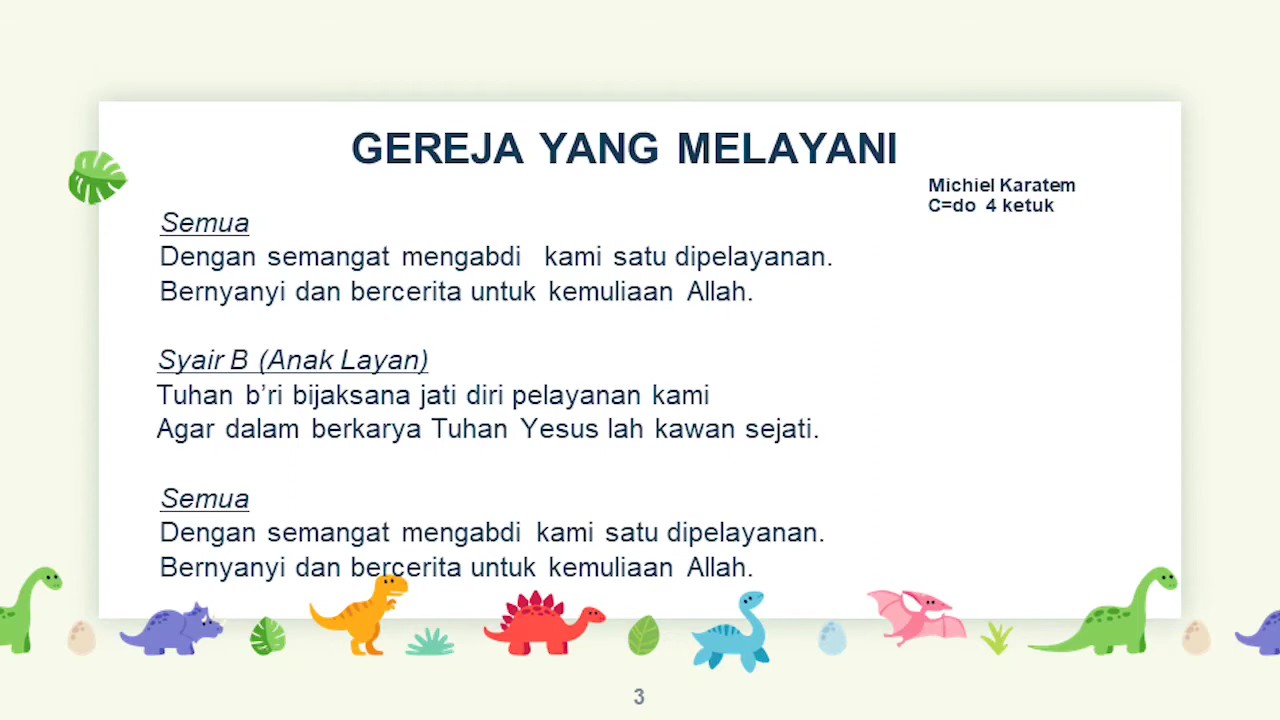 GEREJA YANG MELAYANI
Michiel Karatem
C=do 4 ketuk
Semua
Dengan semangat mengabdi kami satu dipelayanan.
Bernyanyi dan bercerita untuk kemuliaan Allah.
Syair B (Anak Layan)
Tuhan b’ri bijaksana jati diri pelayanan kami
Agar dalam berkarya Tuhan Yesus lah kawan sejati.
Semua
Dengan semangat mengabdi kami satu dipelayanan.
Bernyanyi dan bercerita untuk kemuliaan Allah.
3